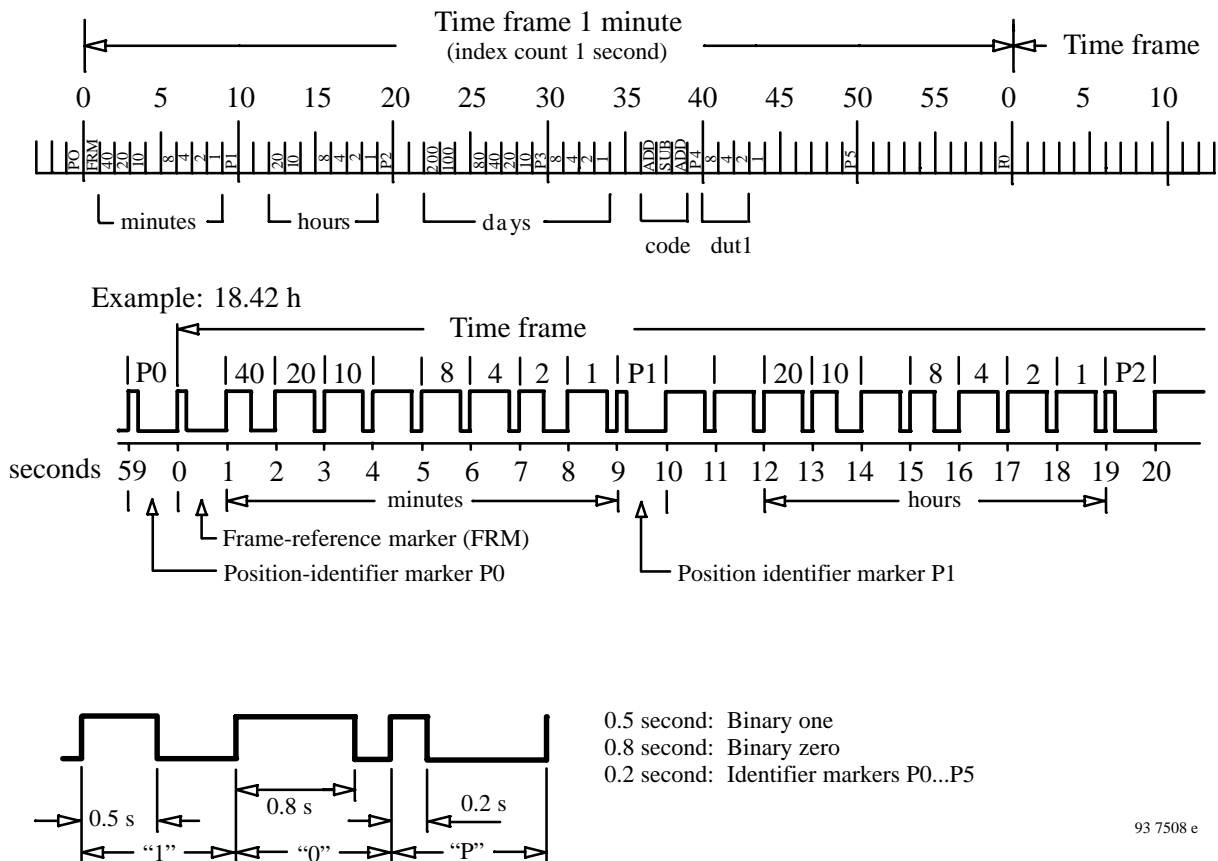 Time frame 1 minute
(index count 1 second)
Time frame
0 5 10 15 20 25 30 35 40 45 50 55 0 5 10
PO FRM 40 20 10 8 4 2 1 P1 20 10 8 4 2 1 P2 200 100 80 40 20 10 P3 8 4 2 1 ADD SUB ADD P4 8 4 2 1 P5 P0
minutes hours days code dut1
Example: 18.42 h
Time frame
P0 40 20 10 8 4 2 1 P1 20 10 8 4 2 1 P2
seconds 59 0 1 2 3 4 5 6 7 8 9 10 11 12 13 14 15 16 17 18 19 20
minutes hours
Frame-reference marker (FRM)
Position-identifier marker P0
Position identifier marker P1
0.5 second: Binary one
0.8 second: Binary zero
0.2 second: Identifier markers P0...P5
0.5 s 0.8 s 0.2 s
“1” “0” “P”
93 7508 e